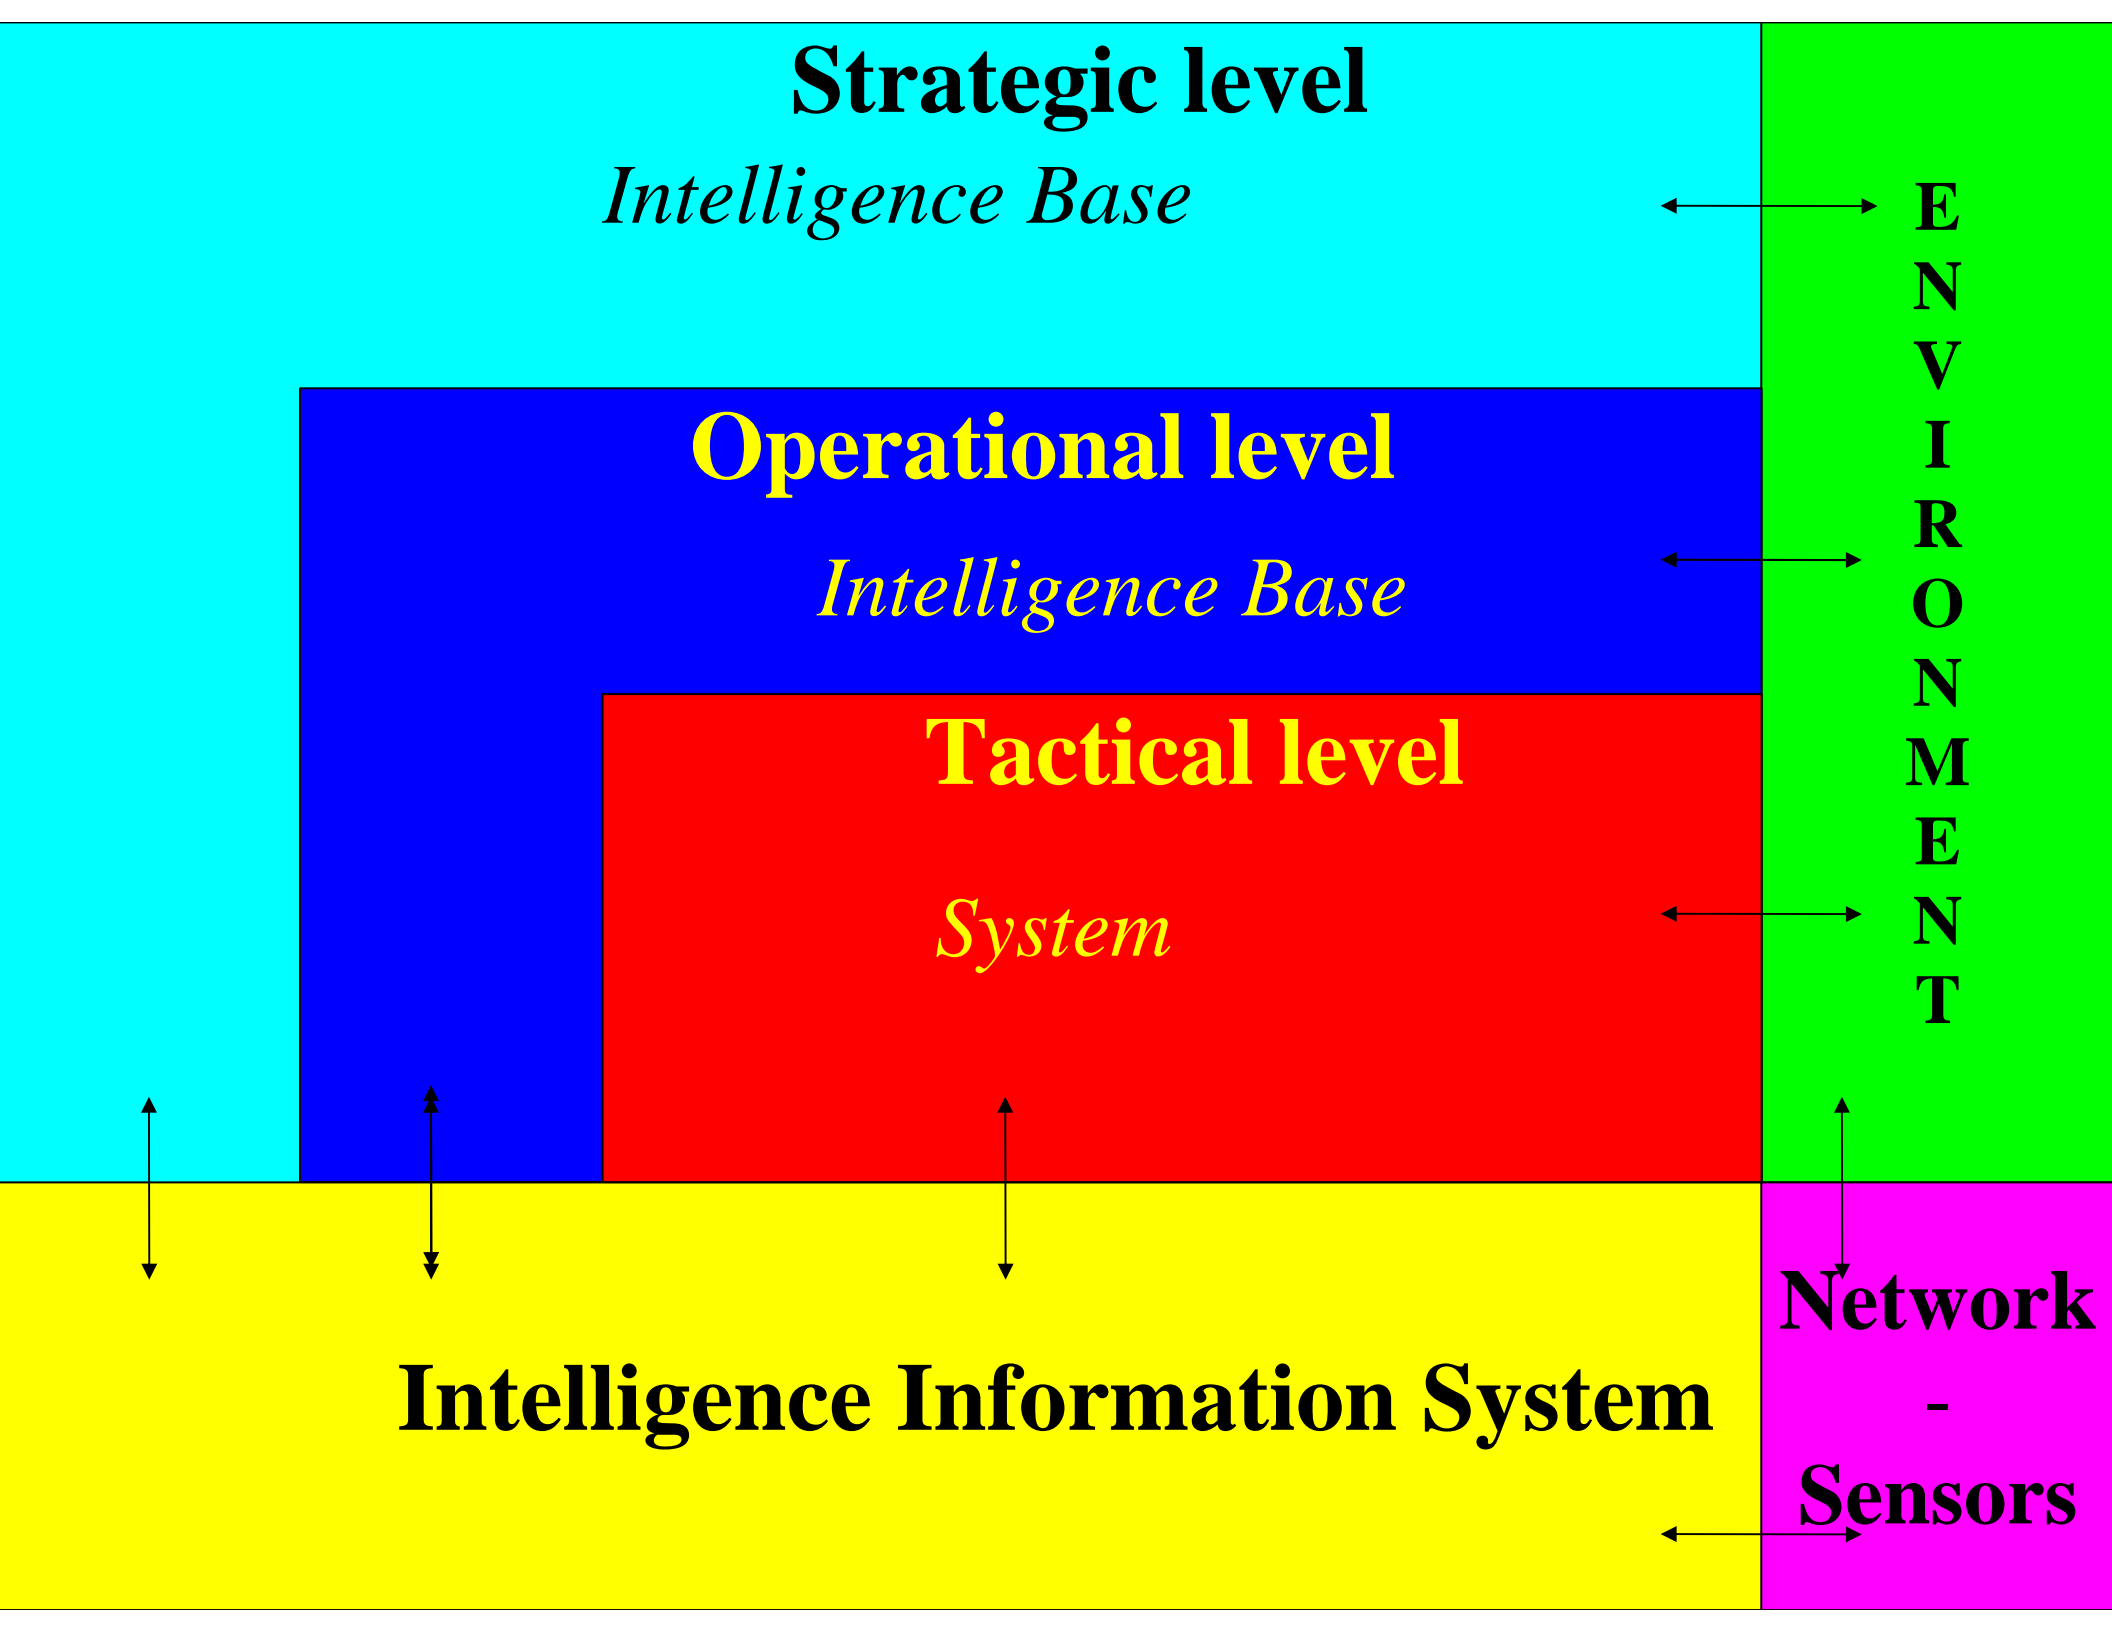 Strategic level
Intelligence Base
Operational level
Intelligence Base
Tactical level
System
E
N
V
I
R
O
N
M
E
N
T
Intelligence Information System
Network
-
Sensors